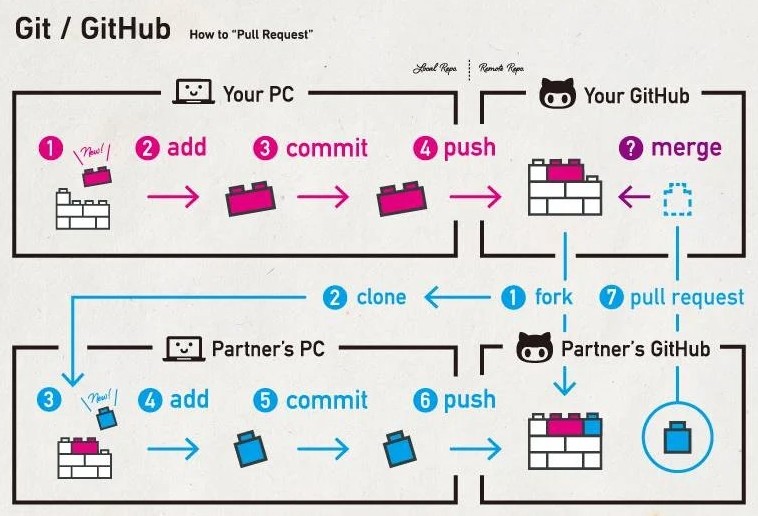 Git / GitHub How to “Pull Request”
Local Repo. Remote Repo.
Your PC
Your GitHub
1 New! 2 add 3 commit 4 push ? merge
2 clone 1 fork 7 pull request
Partner's PC
Partner's GitHub
3 New! 4 add 5 commit 6 push